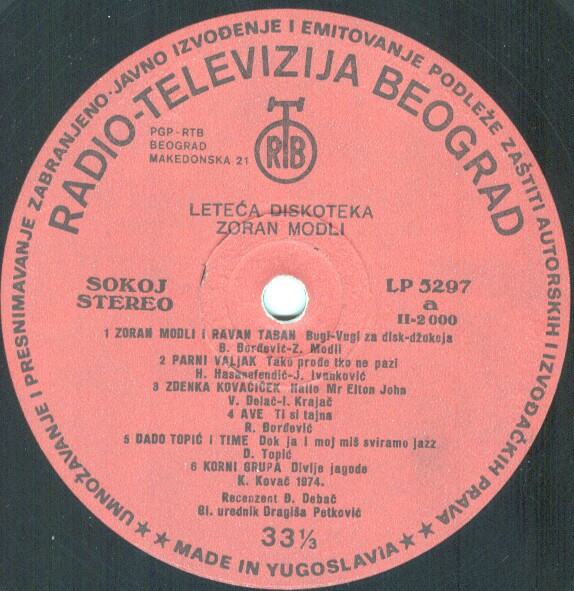 UMNOŽAVANJE I PRESNIMAVANJE ZABRANJENO-JAVNO IZVOĐENJE I EMITOVANJE PODLEŽE ZAŠTITI AUTORSKIH I IZVOĐAČKIH PRAVA
RADIO-TELEVIZIJA BEOGRAD
PGP-RTB
BEOGRAD
MAKEDONSKA 21
RTB
LETEĆA DISKOTEKA
ZORAN MODLI
SOKOJ
STEREO
LP 5297
a
II-2000
1 ZORAN MODLI i RAVAN TABAN Bugi-Vugi za disk-džokeja
B. Đorđević-Z. Modli
2 PARNI VALJAK Tako prođe tko ne pazi
H. Hasanefendić-J. Ivanković
3 ZDENKA KOVAČIČEK Hallo Mr Elton John
V. Delač-I. Krajač
4 AVE Ti si tajna
R. Đorđević
5 DADO TOPIĆ I TIME Dok ja i moj miš sviramo jazz
D. Topić
6 KORNI GRUPA Divlje jagode
K. Kovač 1974.
Recenzent Đ. Debač
Gl. urednik Dragiša Petković
33 1/3
★★ MADE IN YUGOSLAVIA ★★